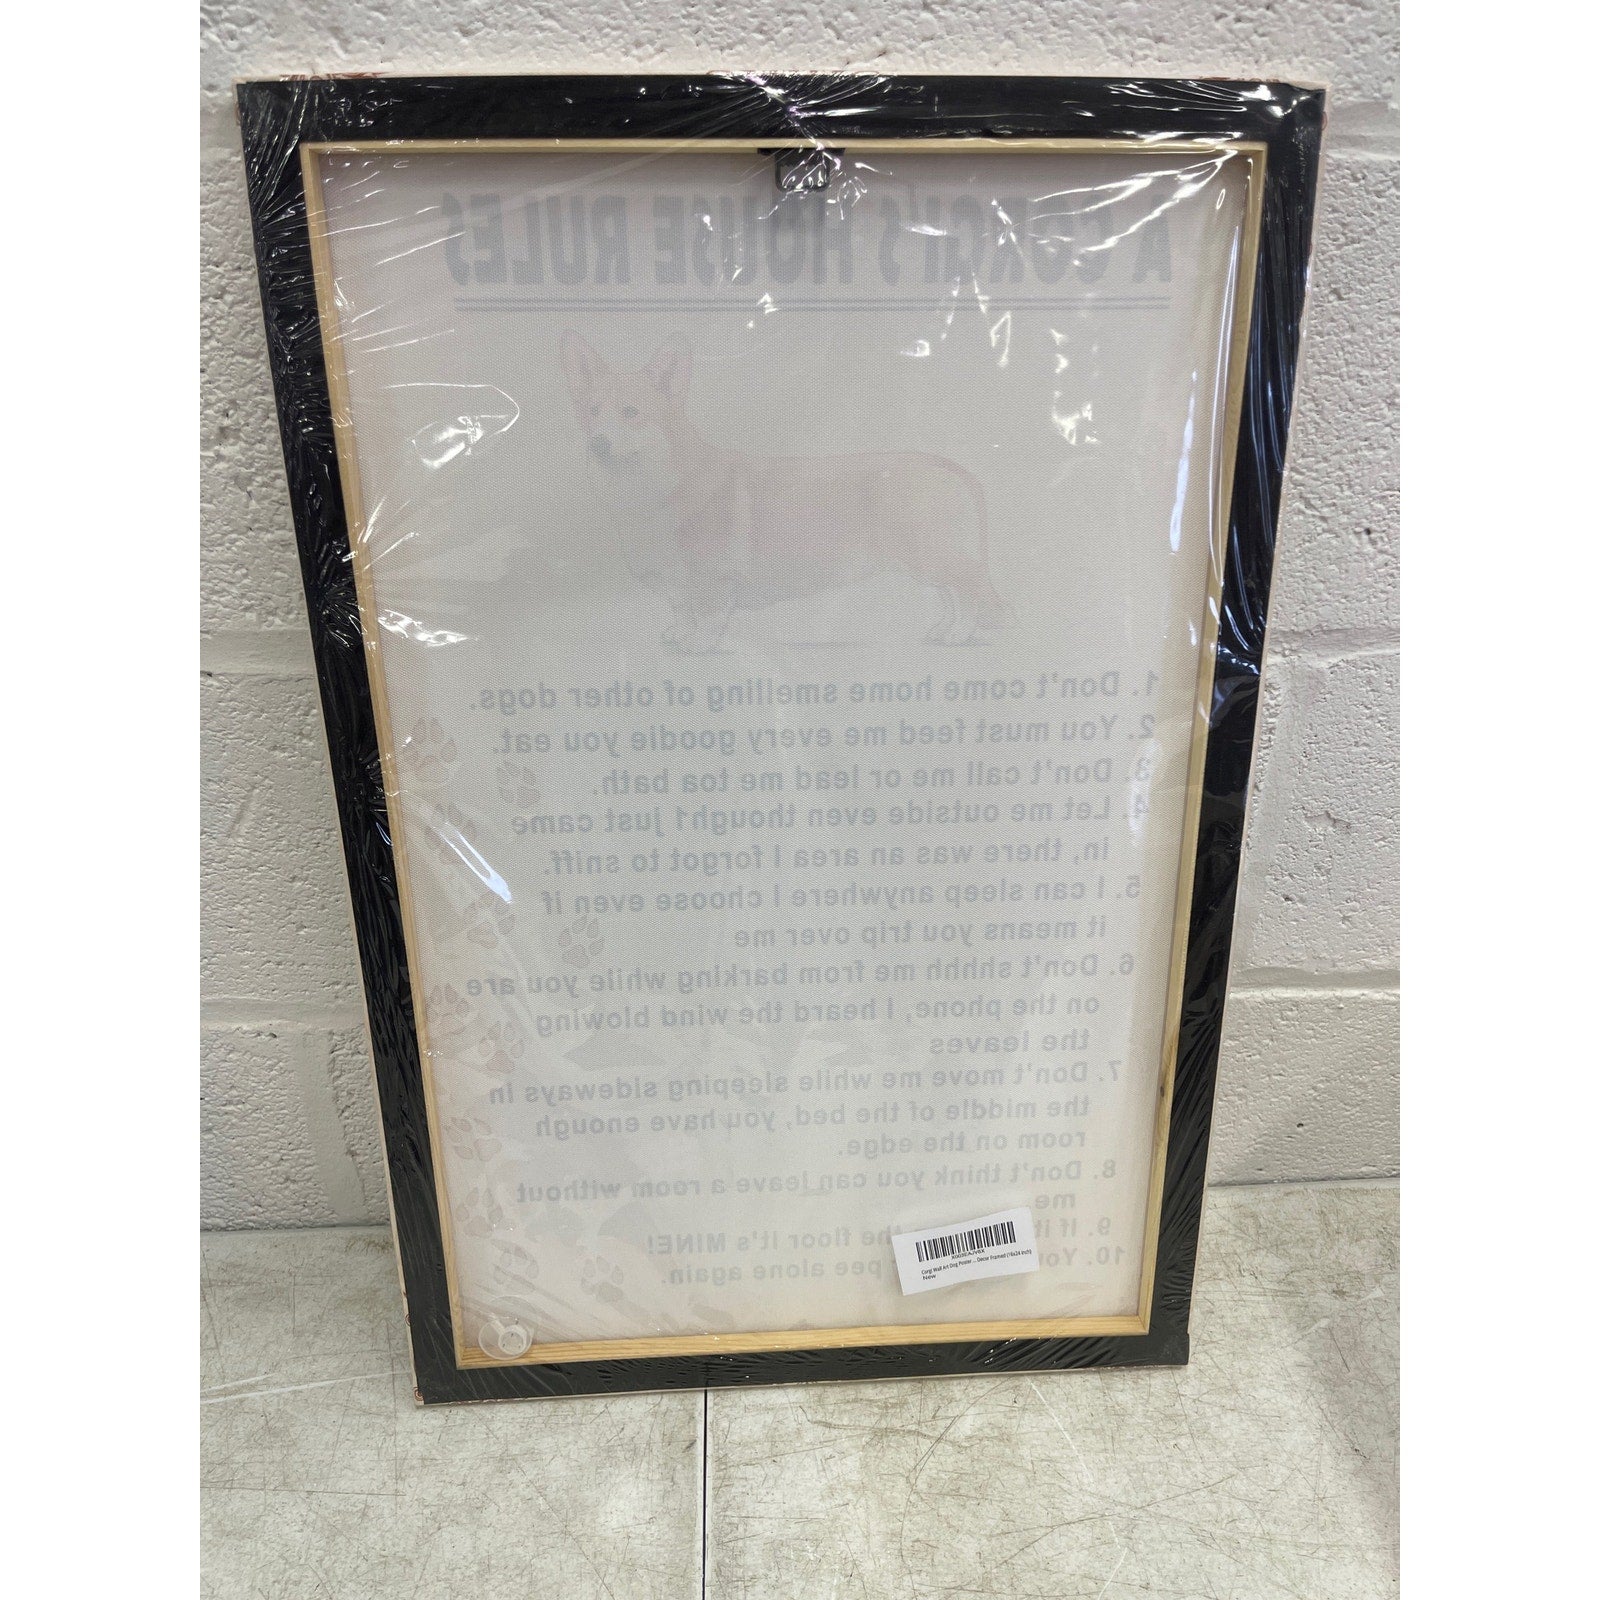 A CORGI'S HOUSE RULES
1. Don't come home smelling of other dogs.
2. You must feed me every goodie you eat.
3. Don't call me or lead me toa bath.
4. Let me outside even though1 just came
in, there was an area I forgot to sniff.
5. I can sleep anywhere I choose even if
it means you trip over me
6. Don't shhhh me from barking while you are
on the phone, I heard the wind blowing
the leaves
7. Don't move me while sleeping sideways in
the middle of the bed, you have enough
room on the edge.
8. Don't think you can leave a room without
me
9. If it the floor it's MINE!
10. You pee alone again.
Corgi Wall Art Dog Poster ... Decor Framed (16x24 inch)
New